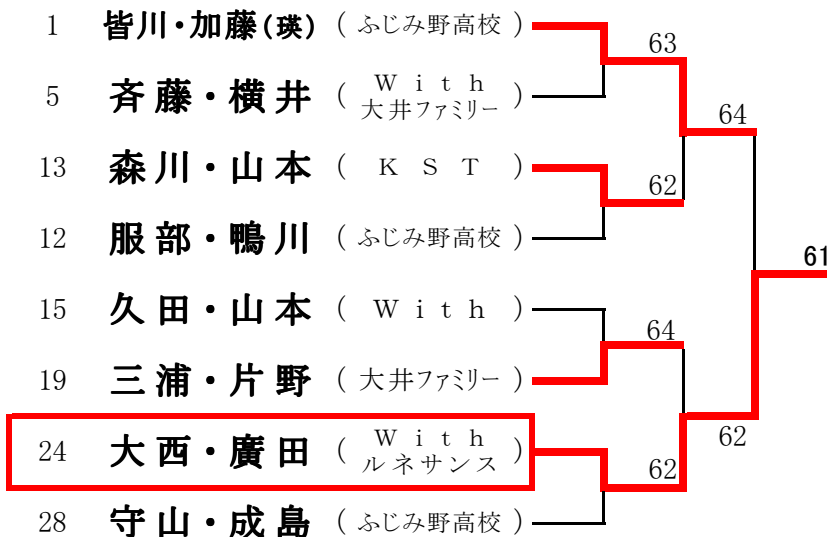 1 皆川・加藤(瑛) ( ふじみ野高校 )
63
5 斉藤・横井 ( With 大井ファミリー )
64
13 森川・山本 ( KST )
62
12 服部・鴨川 ( ふじみ野高校 )
61
15 久田・山本 ( With )
64
19 三浦・片野 ( 大井ファミリー )
24 大西・廣田 ( With ルネサンス )
62
62
28 守山・成島 ( ふじみ野高校 )